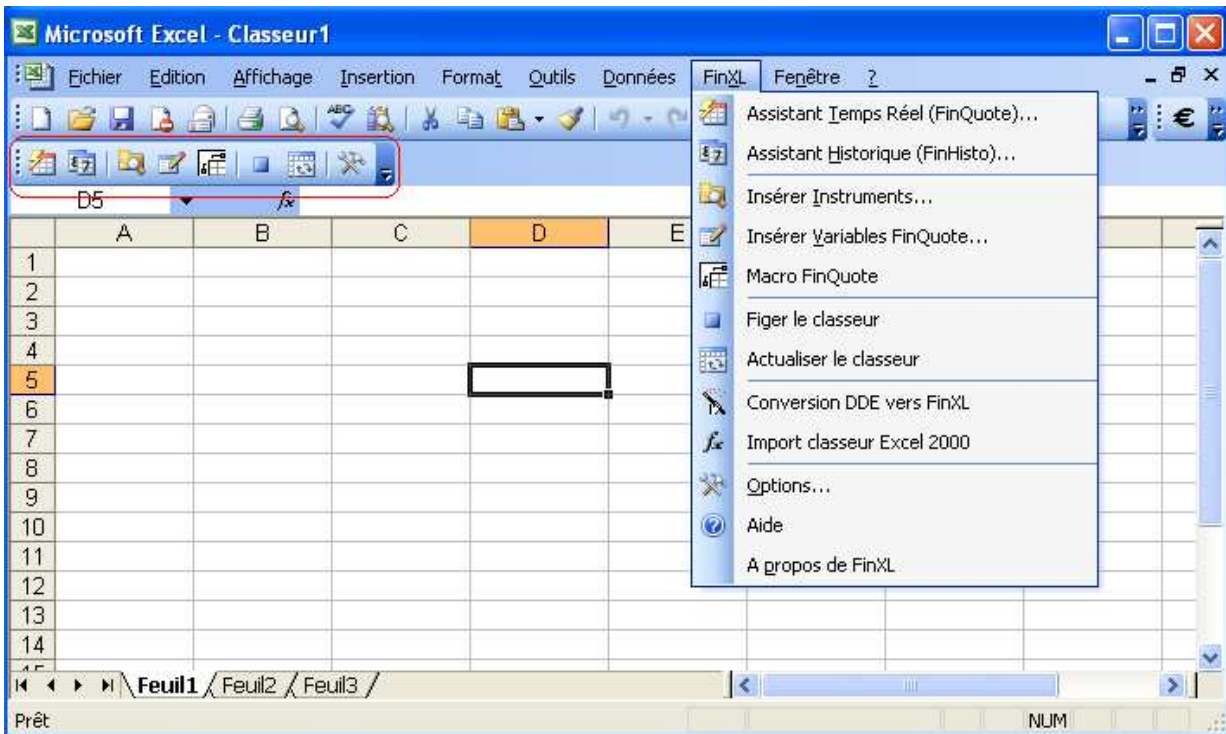 Microsoft Excel - Classeur1
Fichier Edition Affichage Insertion Format Outils Données FinXL Fenêtre ?
ABC
€
Assistant Temps Réel (FinQuote)...
Assistant Historique (FinHisto)...
Insérer Instruments...
Insérer Variables FinQuote...
Macro FinQuote
Figer le classeur
Actualiser le classeur
Conversion DDE vers FinXL
Import classeur Excel 2000
Options...
Aide
A propos de FinXL
D5 fx
A B C D E
1
2
3
4
5
6
7
8
9
10
11
12
13
14
15
Feuil1 Feuil2 Feuil3
Prêt NUM